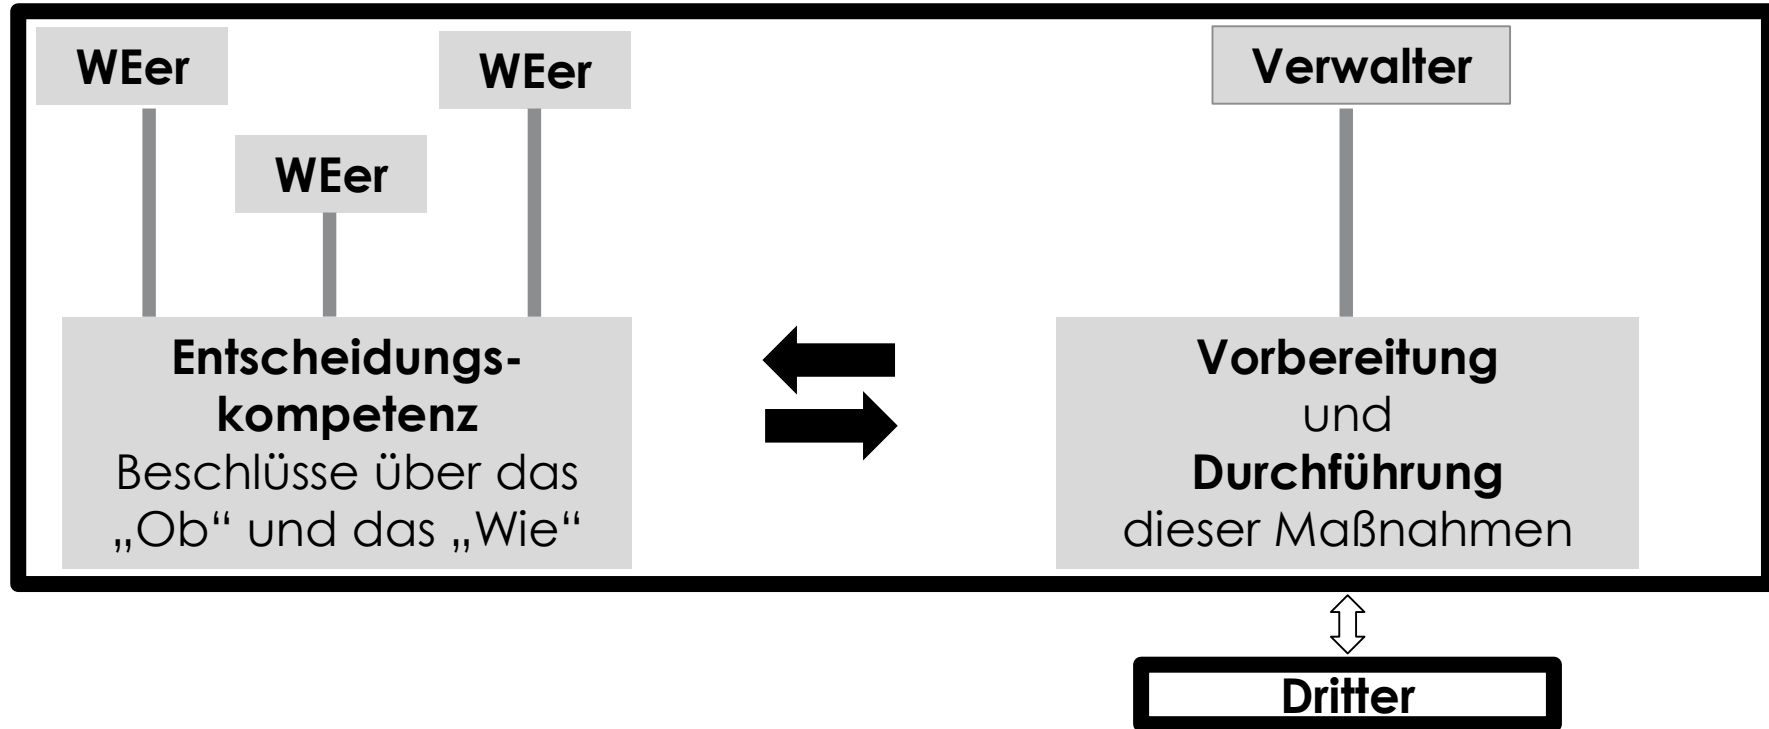 WEer
WEer
WEer
Verwalter
Entscheidungs-
kompetenz
Beschlüsse über das
„Ob“ und das „Wie“
Vorbereitung
und
Durchführung
dieser Maßnahmen
Dritter